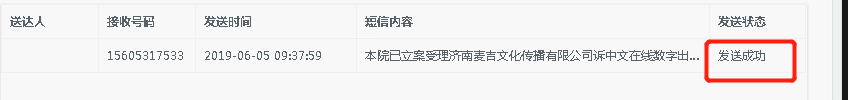 送达人 接收号码 发送时间 短信内容 发送状态
15605317533 2019-06-05 09:37:59 本院已立案受理济南麦言文化传播有限公司诉中文在线数字出... 发送成功